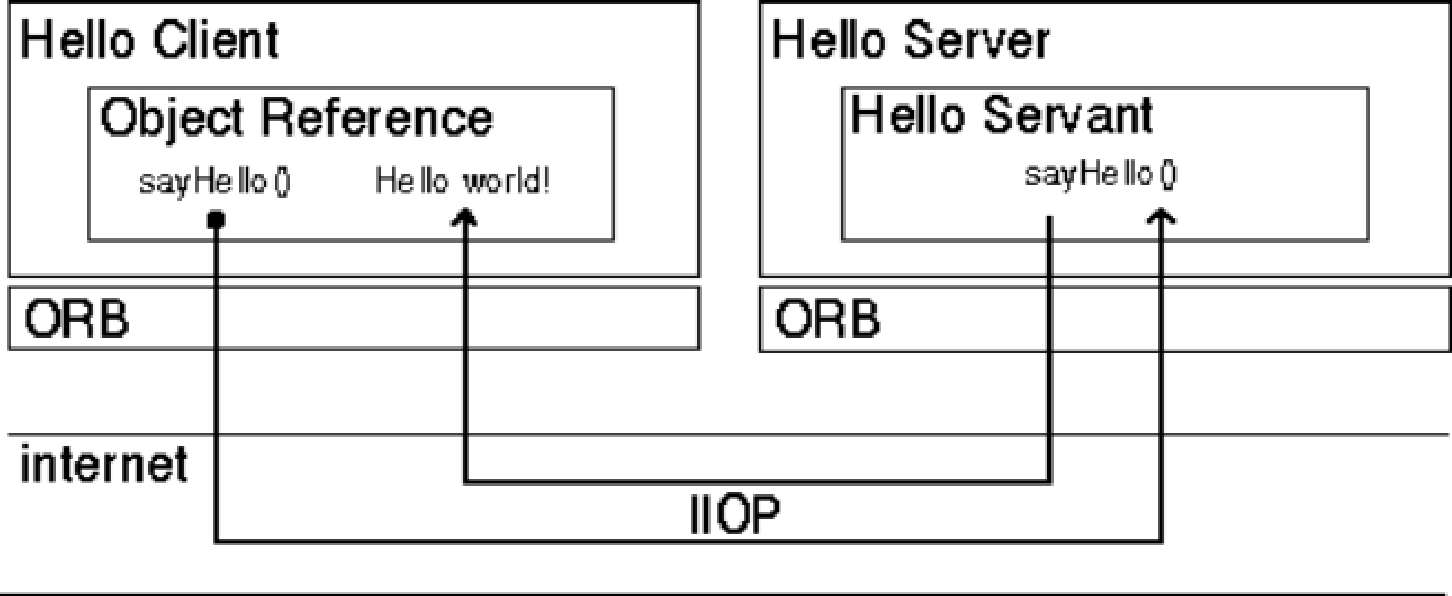 Hello Client
Object Reference
sayHello() Hello world!
ORB
Hello Server
Hello Servant
sayHello()
ORB
internet
IIOP